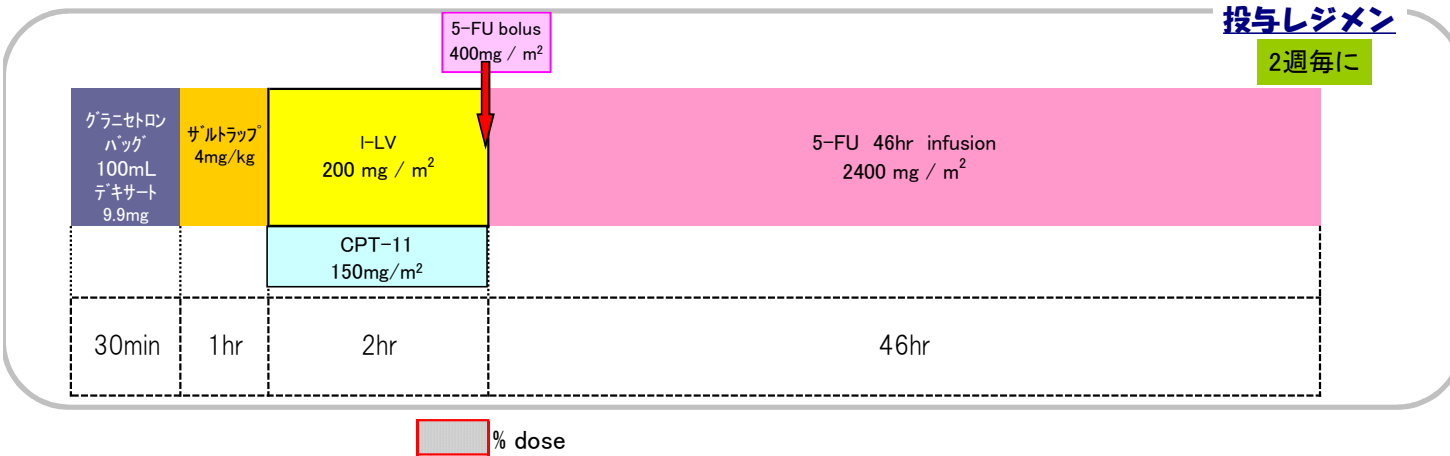 投与レジメン
2週毎に
5-FU bolus
400mg / m²
グラニセトロン
バッグ
100mL
デキサート
9.9mg
ザルトラップ
4mg/kg
l-LV
200 mg / m²
5-FU 46hr infusion
2400 mg / m²
CPT-11
150mg/m²
30min
1hr
2hr
46hr
% dose